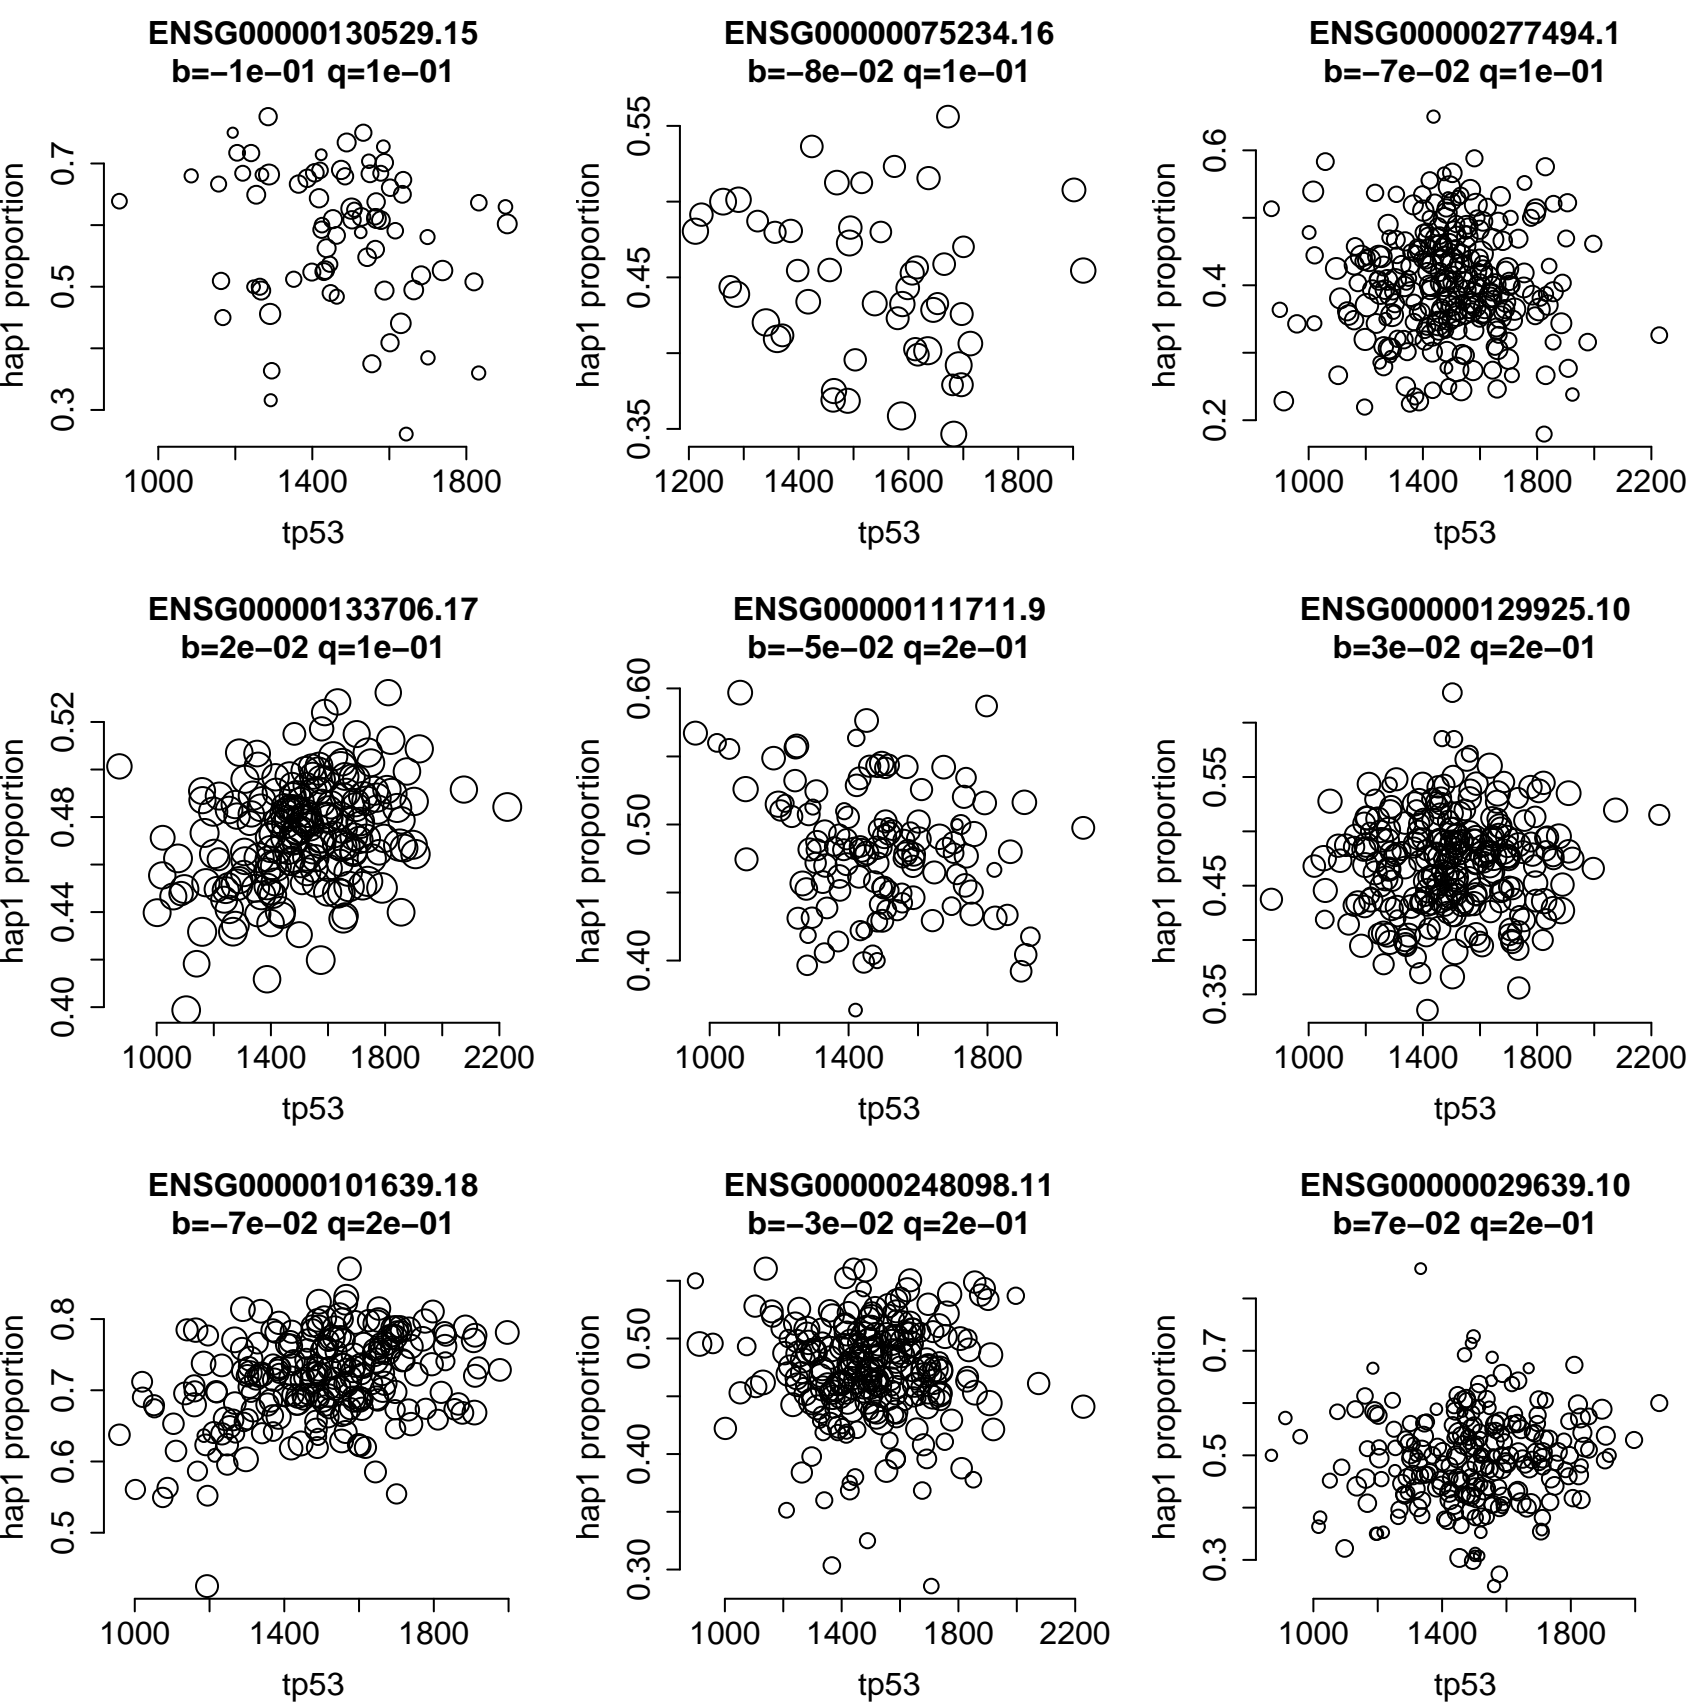 ENSG00000130529.15
b=−1e−01 q=1e−01
hap1 proportion
0.3 0.5 0.7
1000 1400 1800
tp53
ENSG00000075234.16
b=−8e−02 q=1e−01
hap1 proportion
0.35 0.45 0.55
1200 1400 1600 1800
tp53
ENSG00000277494.1
b=−7e−02 q=1e−01
hap1 proportion
0.2 0.4 0.6
1000 1400 1800 2200
tp53
ENSG00000133706.17
b=2e−02 q=1e−01
hap1 proportion
0.40 0.44 0.48 0.52
1000 1400 1800 2200
tp53
ENSG00000111711.9
b=−5e−02 q=2e−01
hap1 proportion
0.40 0.50 0.60
1000 1400 1800
tp53
ENSG00000129925.10
b=3e−02 q=2e−01
hap1 proportion
0.35 0.45 0.55
1000 1400 1800 2200
tp53
ENSG00000101639.18
b=−7e−02 q=2e−01
hap1 proportion
0.5 0.6 0.7 0.8
1000 1400 1800
tp53
ENSG00000248098.11
b=−3e−02 q=2e−01
hap1 proportion
0.30 0.40 0.50
1000 1400 1800 2200
tp53
ENSG00000029639.10
b=7e−02 q=2e−01
hap1 proportion
0.3 0.5 0.7
1000 1400 1800
tp53